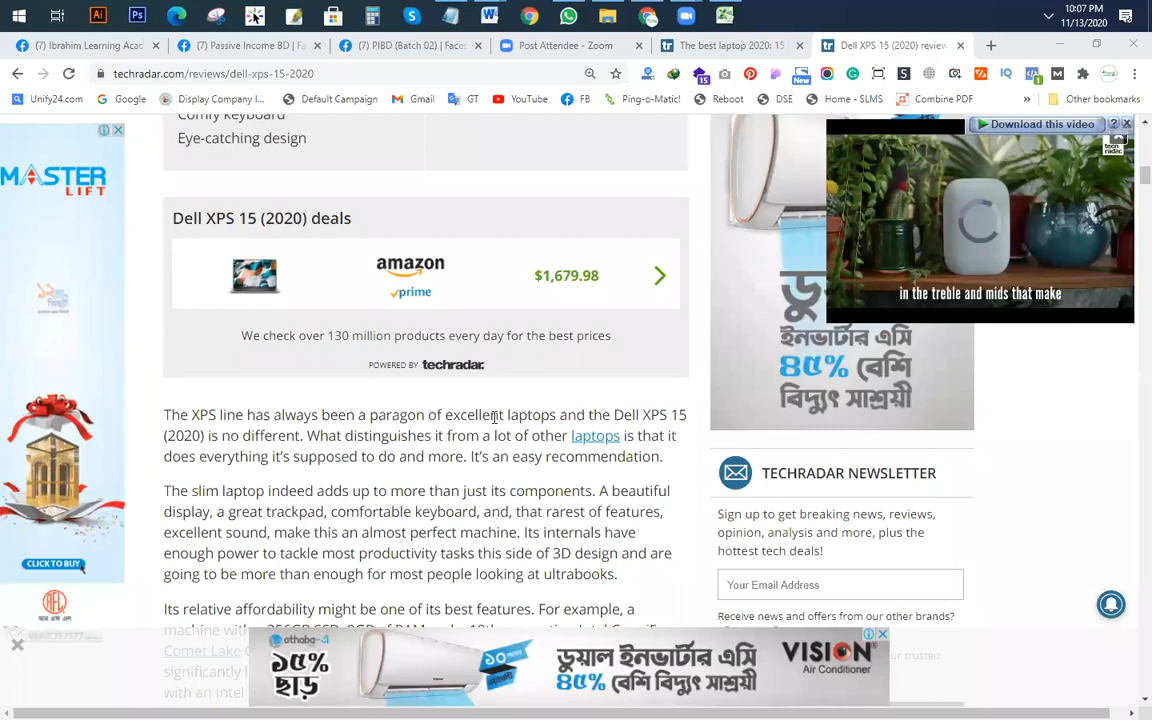 10:07 PM
11/13/2020
(7) Ibrahim Learning Acad
(7) Passive Income BD | Fa
(7) PIBD (Batch 02) | Faceb
Post Attendee - Zoom
The best laptop 2020: 15
Dell XPS 15 (2020) review
techradar.com/reviews/dell-xps-15-2020
15
New
1
Unify24.com
Google
Display Company I...
Default Campaign
Gmail
GT
YouTube
FB
Ping-o-Matic!
Reboot
DSE
Home - SLMS
Combine PDF
Other bookmarks
Comfy keyboard
Eye-catching design
MASTER
LIFT
CLICK TO BUY
Dell XPS 15 (2020) deals
amazon
prime
$1,679.98
We check over 130 million products every day for the best prices
POWERED BY techradar.
The XPS line has always been a paragon of excellent laptops and the Dell XPS 15
(2020) is no different. What distinguishes it from a lot of other laptops is that it
does everything it's supposed to do and more. It's an easy recommendation.
The slim laptop indeed adds up to more than just its components. A beautiful
display, a great trackpad, comfortable keyboard, and, that rarest of features,
excellent sound, make this an almost perfect machine. Its internals have
enough power to tackle most productivity tasks this side of 3D design and are
going to be more than enough for most people looking at ultrabooks.
Its relative affordability might be one of its best features. For example, a
Comet Lake
significantly
with an Intel
Download this video
tech
radar
in the treble and mids that make
ইনভার্টার এসি
৪৫% বেশি
বিদ্যুৎ সাশ্রয়ী
TECHRADAR NEWSLETTER
Sign up to get breaking news, reviews,
opinion, analysis and more, plus the
hottest tech deals!
Your Email Address
Receive news and offers from our other brands?
othoba
১৫%
ছাড়
ডুয়াল ইনভার্টার এসি
৪৫% বেশি বিদ্যুৎ সাশ্রয়ী
VISION
Air Conditioner